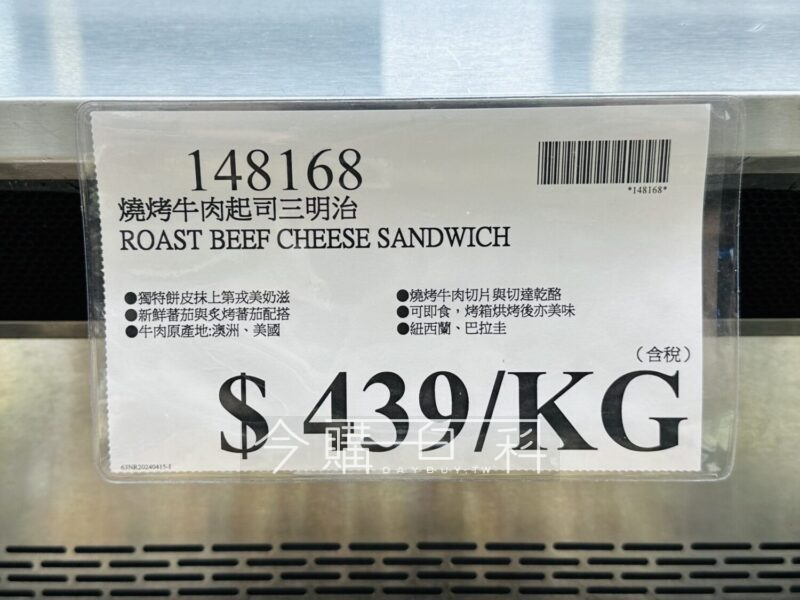 148168
*148168*
燒烤牛肉起司三明治
ROAST BEEF CHEESE SANDWICH
●獨特餅皮抹上第戎美奶滋
●新鮮蕃茄與炙烤蕃茄配搭
●牛肉原產地:澳洲、美國
●燒烤牛肉切片與切達乾酪
●可即食，烤箱烘烤後亦美味
●紐西蘭、巴拉圭
（含稅）
$ 439/KG
今購百科
DAYBUY.TW
63NR20240415-I